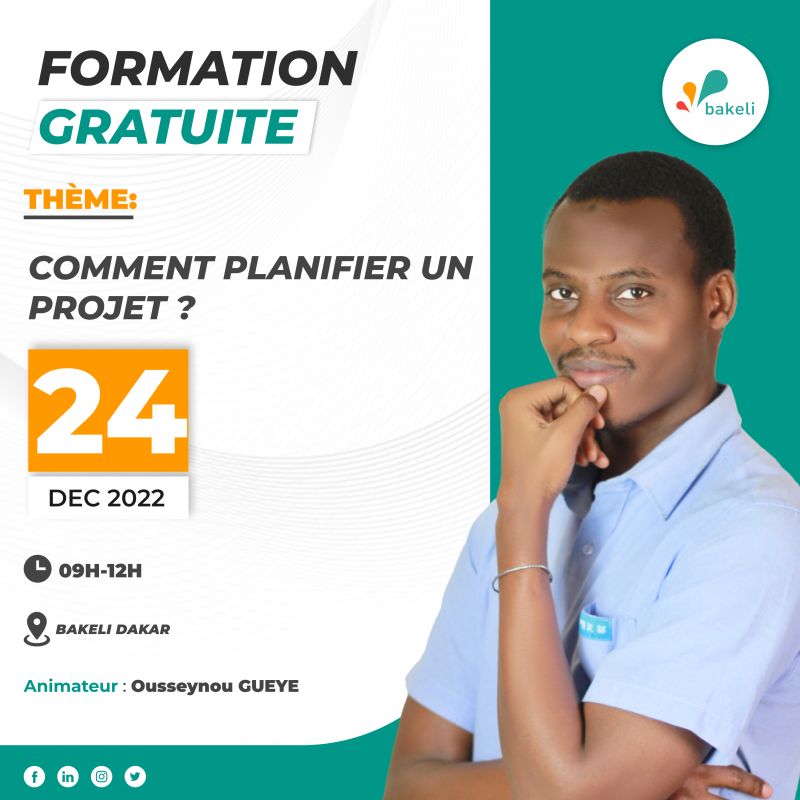 FORMATION
GRATUITE
bakeli
THÈME:
COMMENT PLANIFIER UN
PROJET ?
24
DEC 2022
09H-12H
BAKELI DAKAR
Animateur : Ousseynou GUEYE